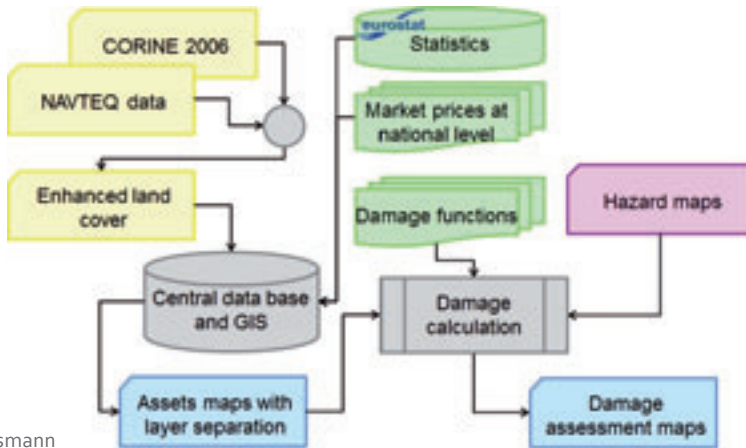 CORINE 2006
NAVTEQ data
Enhanced land
cover
eurostat
Statistics
Market prices at
national level
Damage functions
Hazard maps
Central data base
and GIS
Damage
calculation
Assets maps with
layer separation
Damage
assessment maps
smann